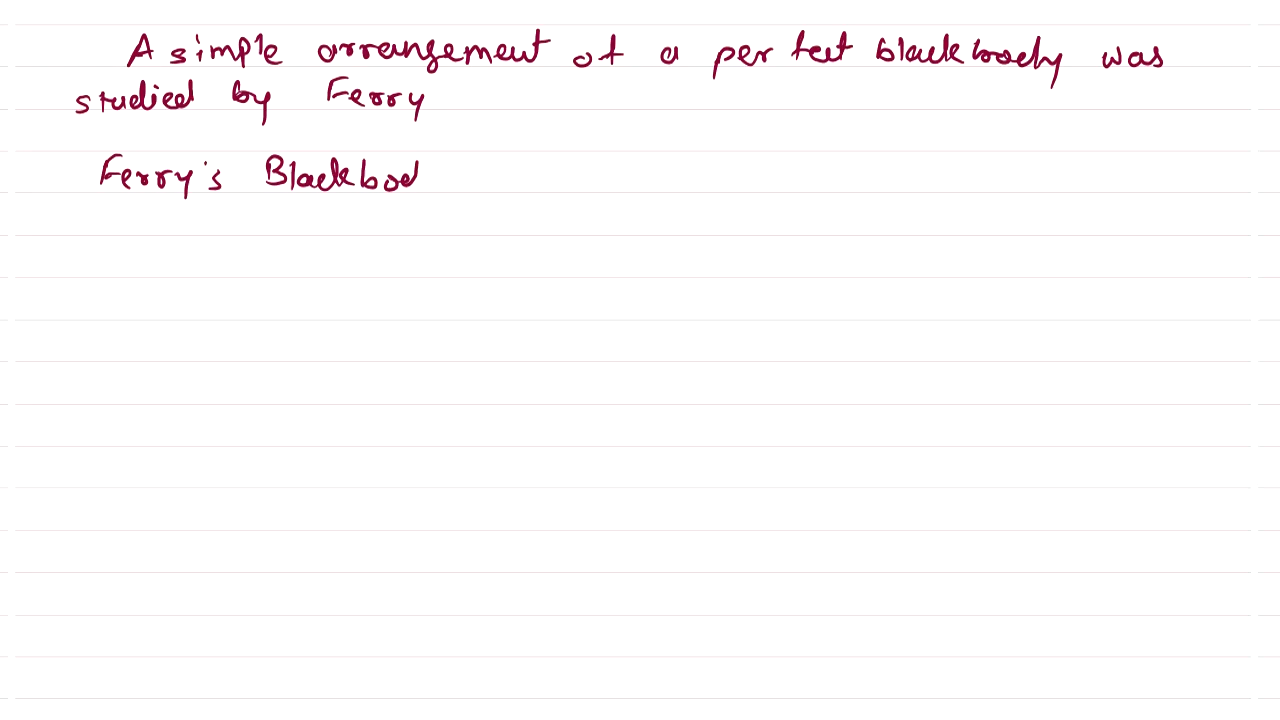 A simple arrangement of a perfect blackbody was
studied by Ferry
Ferry's Blackbod